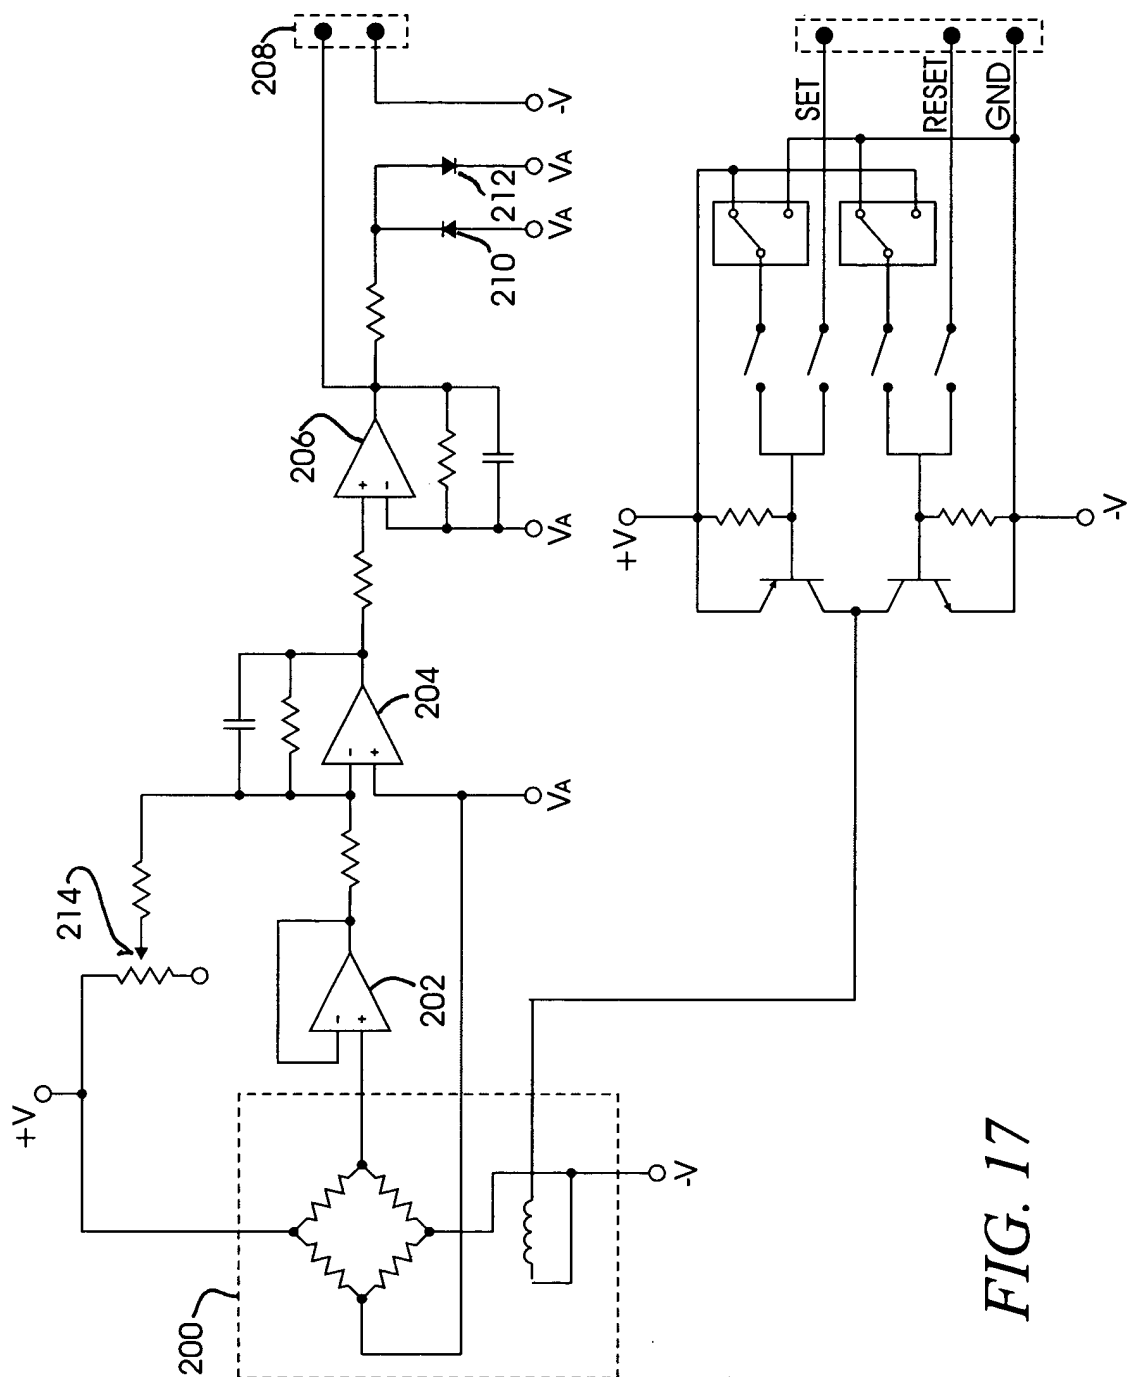 208
-V
VA
VA
212
210
SET
RESET
GND
206
+
–
VA
+V
-V
204
–
+
VA
214
202
–
+
+V
200
-V
FIG. 17